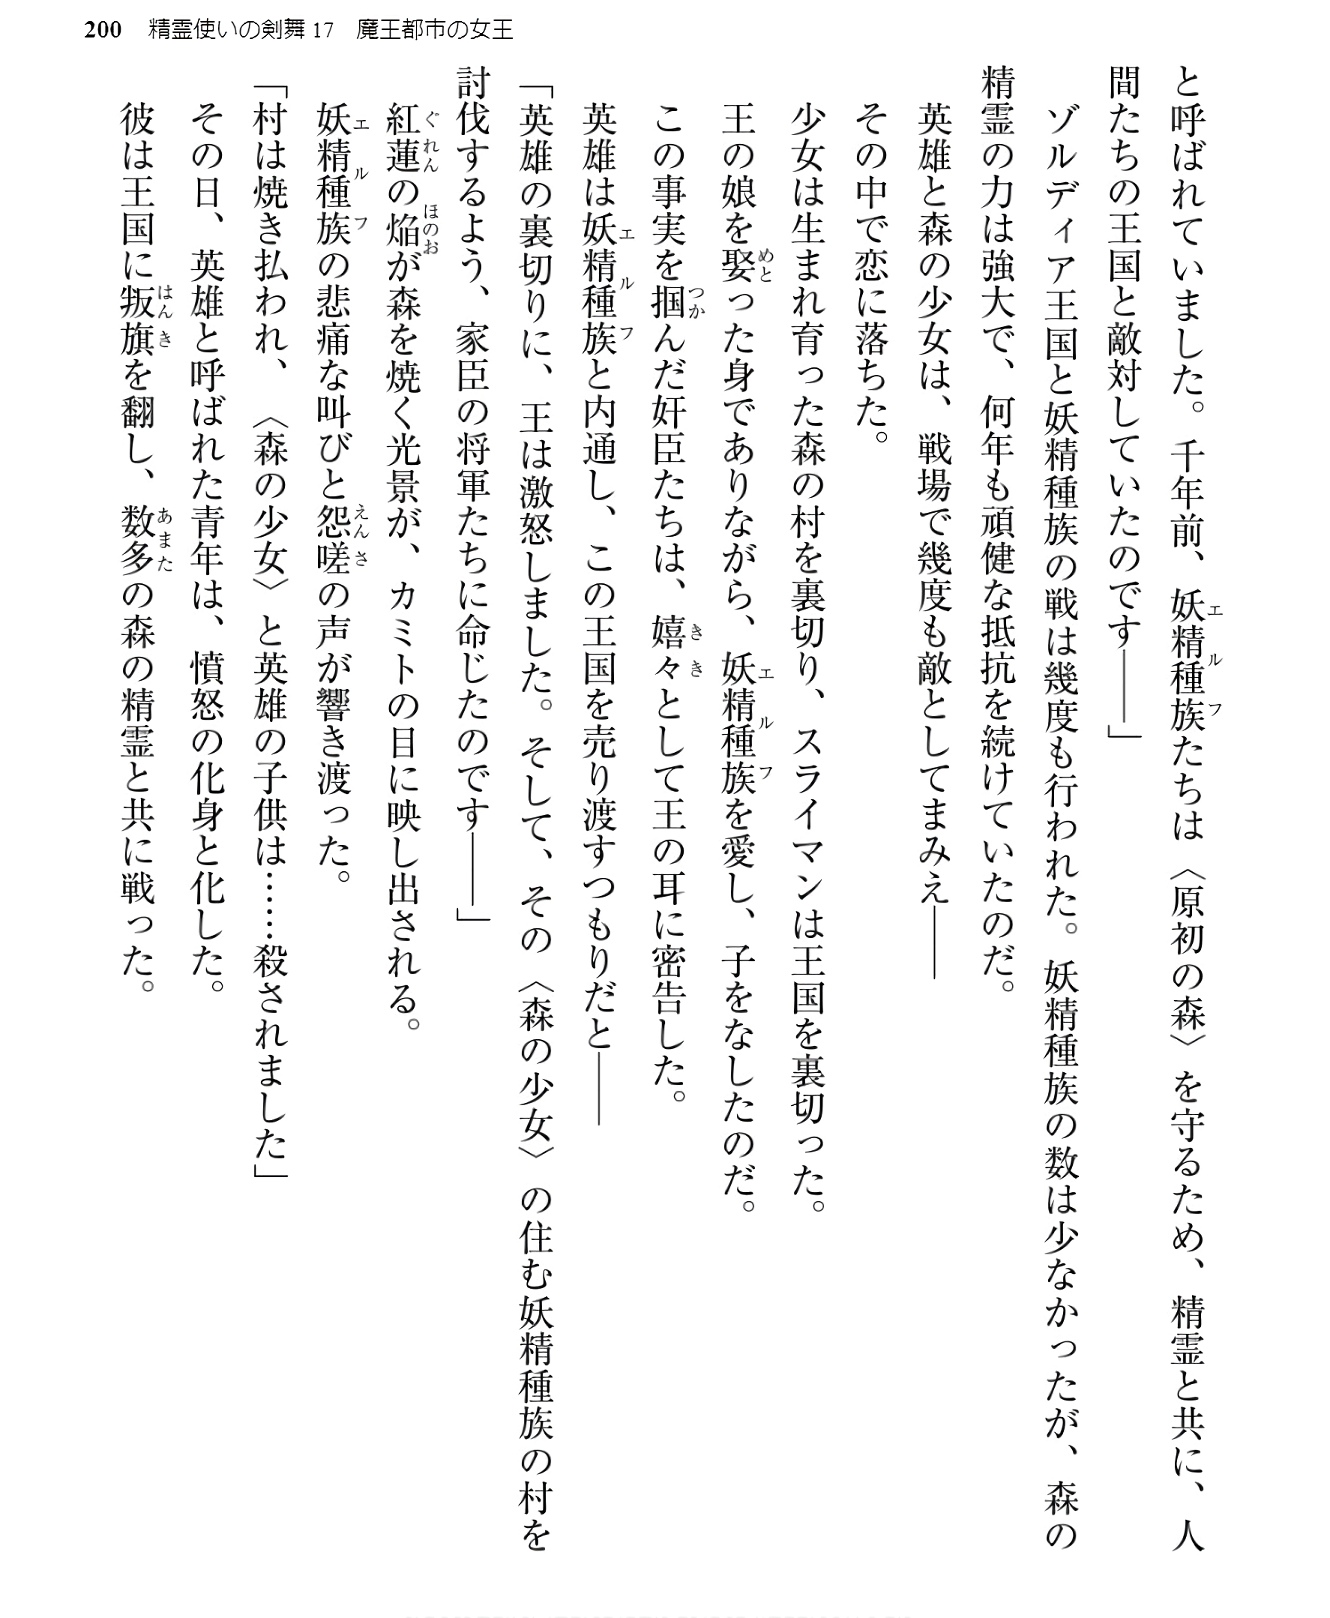 200 精霊使いの剣舞17 魔王都市の女王
と呼ばれていました。千年前、妖精種族たちは〈原初の森〉を守るため、精霊と共に、人
間たちの王国と敵対していたのです――」
ゾルディア王国と妖精種族の戦は幾度も行われた。妖精種族の数は少なかったが、森の
精霊の力は強大で、何年も頑健な抵抗を続けていたのだ。
英雄と森の少女は、戦場で幾度も敵としてまみえ――
その中で恋に落ちた。
少女は生まれ育った森の村を裏切り、スライマンは王国を裏切った。
王の娘を娶った身でありながら、妖精種族を愛し、子をなしたのだ。
この事実を掴んだ奸臣たちは、嬉々として王の耳に密告した。
英雄は妖精種族と内通し、この王国を売り渡すつもりだと――
「英雄の裏切りに、王は激怒しました。そして、その〈森の少女〉の住む妖精種族の村を
討伐するよう、家臣の将軍たちに命じたのです――」
紅蓮の焔が森を焼く光景が、カミトの目に映し出される。
妖精種族の悲痛な叫びと怨嗟の声が響き渡った。
「村は焼き払われ、〈森の少女〉と英雄の子供は……殺されました」
その日、英雄と呼ばれた青年は、憤怒の化身と化した。
彼は王国に叛旗を翻し、数多の森の精霊と共に戦った。